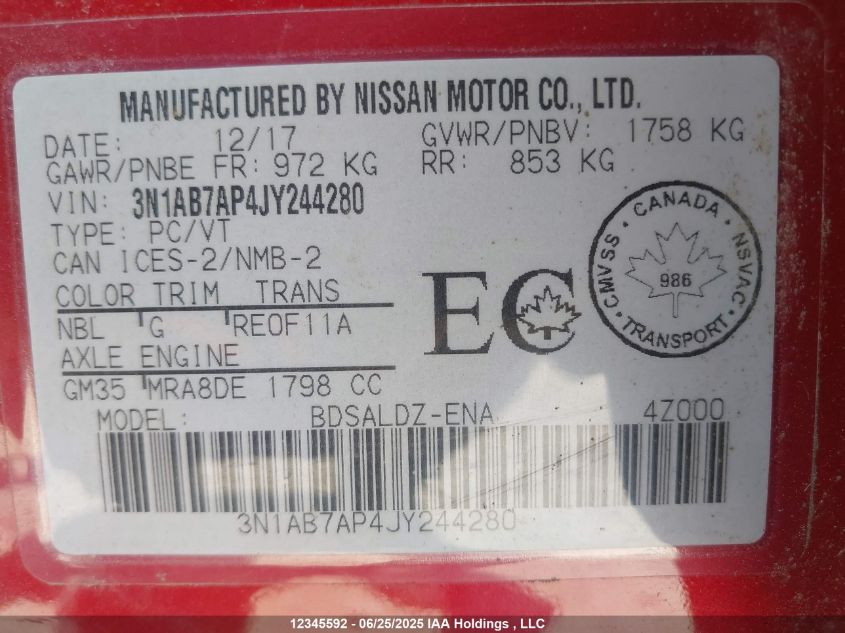 MANUFACTURED BY NISSAN MOTOR CO., LTD.
DATE: 12/17 GVWR/PNBV: 1758 KG
GAWR/PNBE FR: 972 KG RR: 853 KG
VIN: 3N1AB7AP4JY244280
TYPE: PC/VT
CAN ICES-2/NMB-2
COLOR TRIM TRANS
NBL G RE0F11A
AXLE ENGINE
GM35 MRA8DE 1798 CC
MODEL: BDSALDZ-ENA 4Z000
3N1AB7AP4JY244280
EC
CANADA
CMVSS NSVAC
986
TRANSPORT
12345592 - 06/25/2025 IAA Holdings , LLC